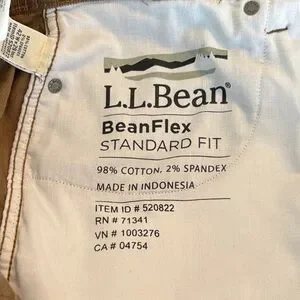 L.L.Bean®
BeanFlex
STANDARD FIT
98% COTTON, 2% SPANDEX
MADE IN INDONESIA
ITEM ID # 520822
RN # 71341
VN # 1003276
CA # 04754